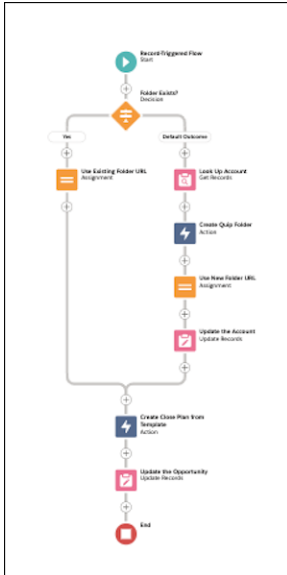 Record-Triggered Flow
Start
Folder Exists?
Decision
Yes
Default Outcome
Use Existing Folder URL
Assignment
Look Up Account
Get Records
Create Quip Folder
Action
Use New Folder URL
Assignment
Update the Account
Update Records
Create Close Plan from
Template
Action
Update the Opportunity
Update Records
End